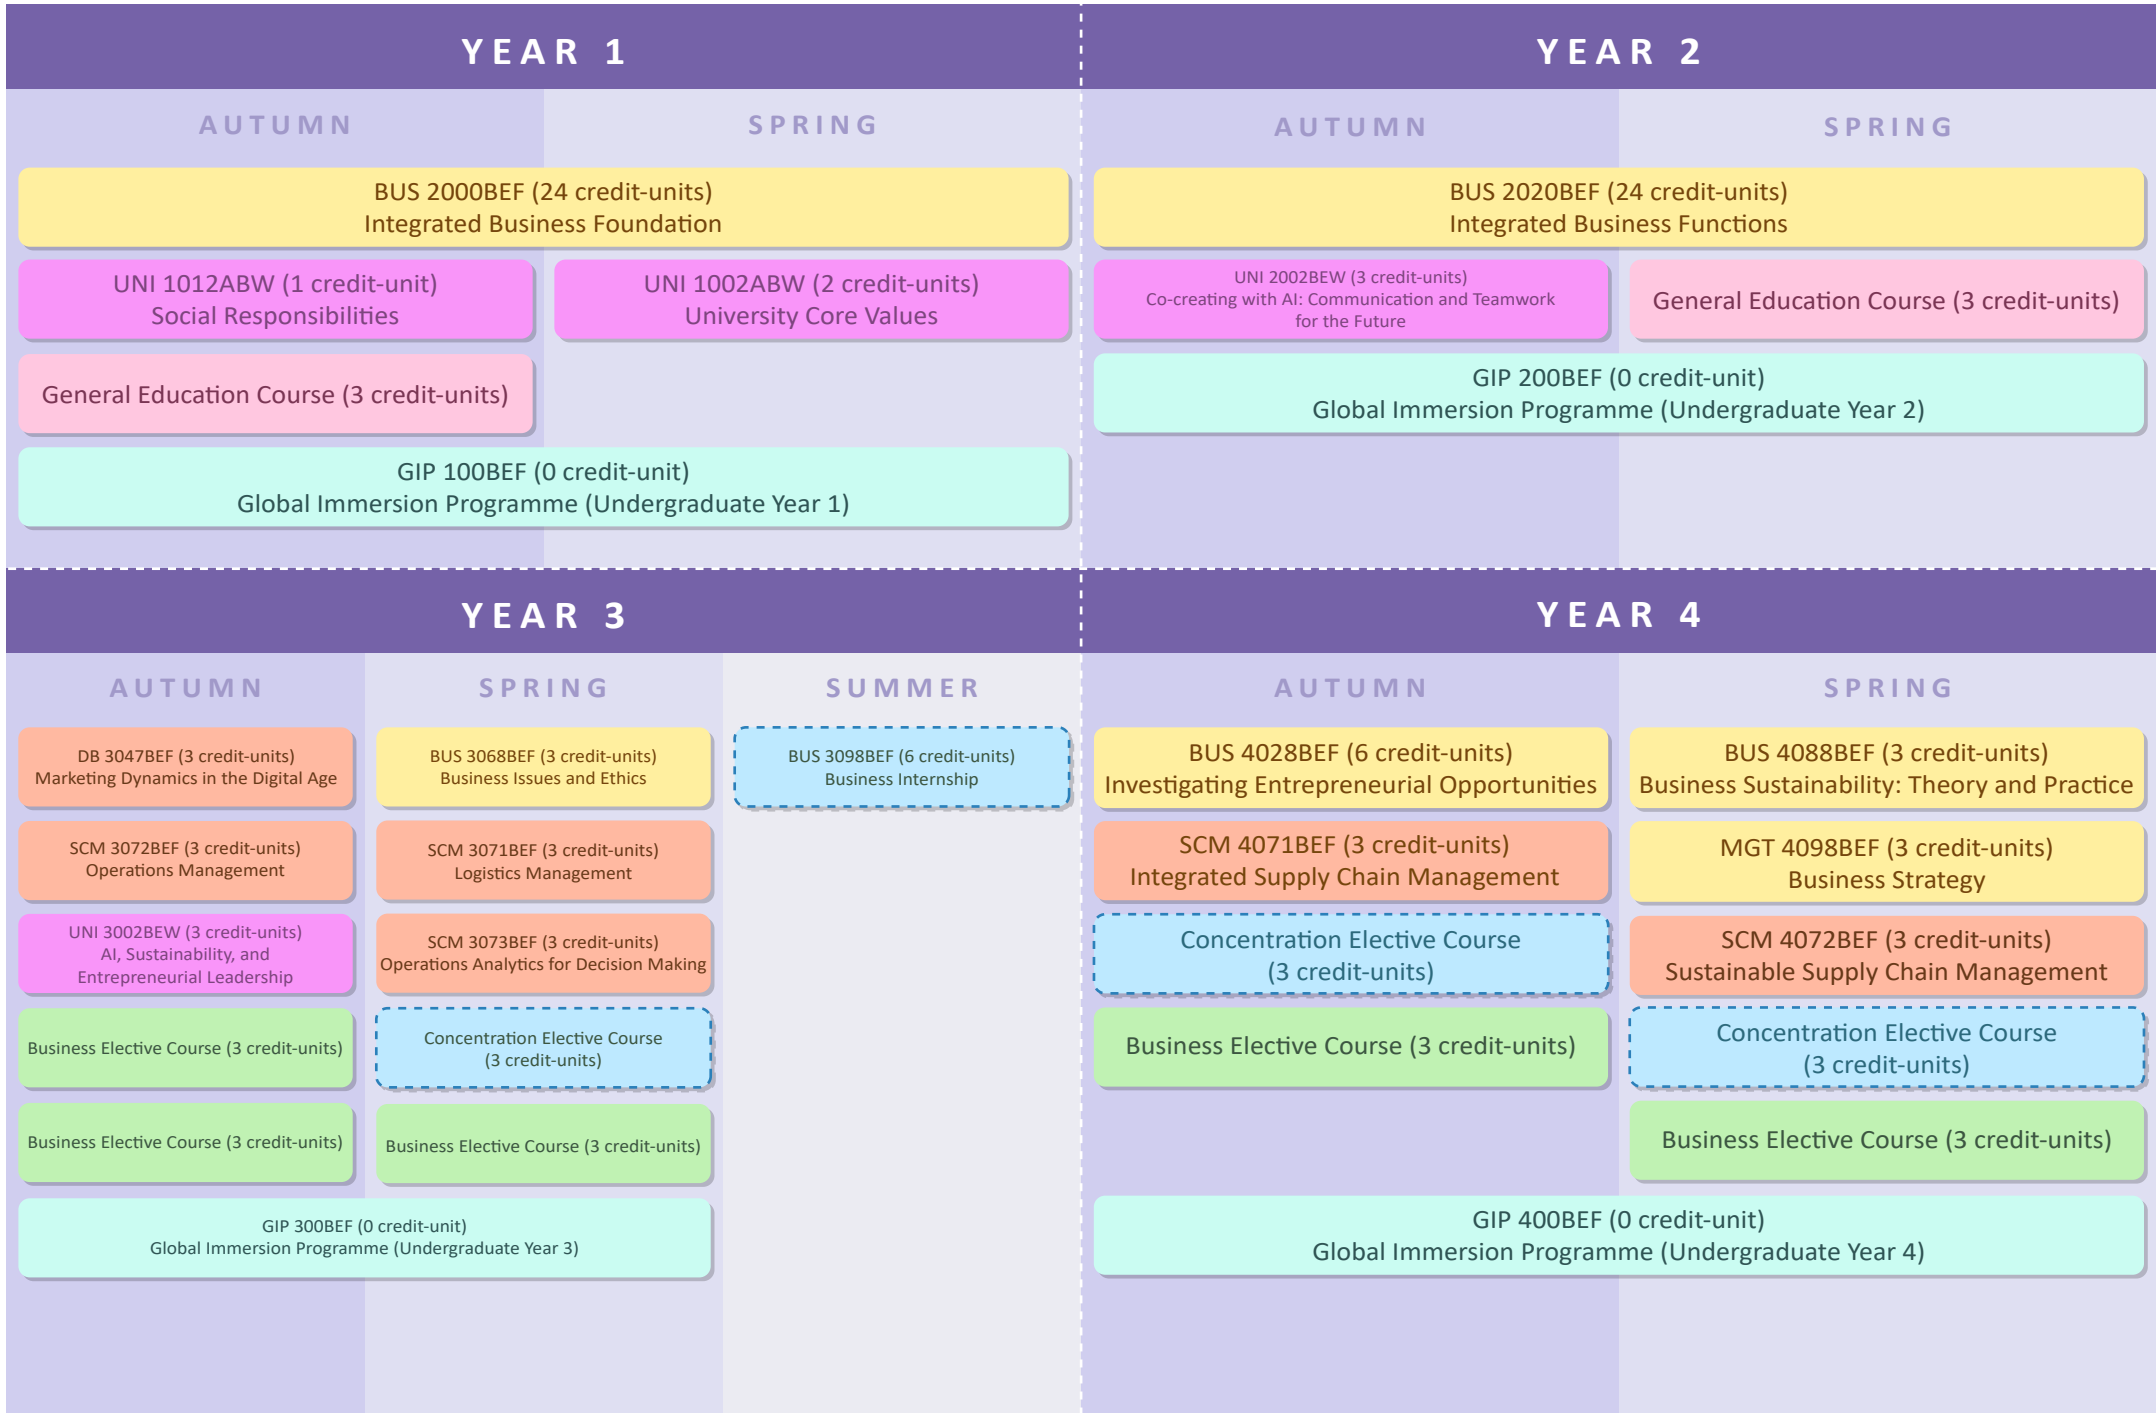 YEAR 1
AUTUMN
SPRING
BUS 2000BEF (24 credit-units)
Integrated Business Foundation
UNI 1012ABW (1 credit-unit)
Social Responsibilities
UNI 1002ABW (2 credit-units)
University Core Values
General Education Course (3 credit-units)
GIP 100BEF (0 credit-unit)
Global Immersion Programme (Undergraduate Year 1)
YEAR 2
AUTUMN
SPRING
BUS 2020BEF (24 credit-units)
Integrated Business Functions
UNI 2002BEW (3 credit-units)
Co-creating with AI: Communication and Teamwork
for the Future
General Education Course (3 credit-units)
GIP 200BEF (0 credit-unit)
Global Immersion Programme (Undergraduate Year 2)
YEAR 3
AUTUMN
SPRING
SUMMER
DB 3047BEF (3 credit-units)
Marketing Dynamics in the Digital Age
SCM 3072BEF (3 credit-units)
Operations Management
UNI 3002BEW (3 credit-units)
AI, Sustainability, and
Entrepreneurial Leadership
Business Elective Course (3 credit-units)
Business Elective Course (3 credit-units)
BUS 3068BEF (3 credit-units)
Business Issues and Ethics
SCM 3071BEF (3 credit-units)
Logistics Management
SCM 3073BEF (3 credit-units)
Operations Analytics for Decision Making
Concentration Elective Course
(3 credit-units)
Business Elective Course (3 credit-units)
BUS 3098BEF (6 credit-units)
Business Internship
GIP 300BEF (0 credit-unit)
Global Immersion Programme (Undergraduate Year 3)
YEAR 4
AUTUMN
SPRING
BUS 4028BEF (6 credit-units)
Investigating Entrepreneurial Opportunities
SCM 4071BEF (3 credit-units)
Integrated Supply Chain Management
Concentration Elective Course
(3 credit-units)
Business Elective Course (3 credit-units)
BUS 4088BEF (3 credit-units)
Business Sustainability: Theory and Practice
MGT 4098BEF (3 credit-units)
Business Strategy
SCM 4072BEF (3 credit-units)
Sustainable Supply Chain Management
Concentration Elective Course
(3 credit-units)
Business Elective Course (3 credit-units)
GIP 400BEF (0 credit-unit)
Global Immersion Programme (Undergraduate Year 4)